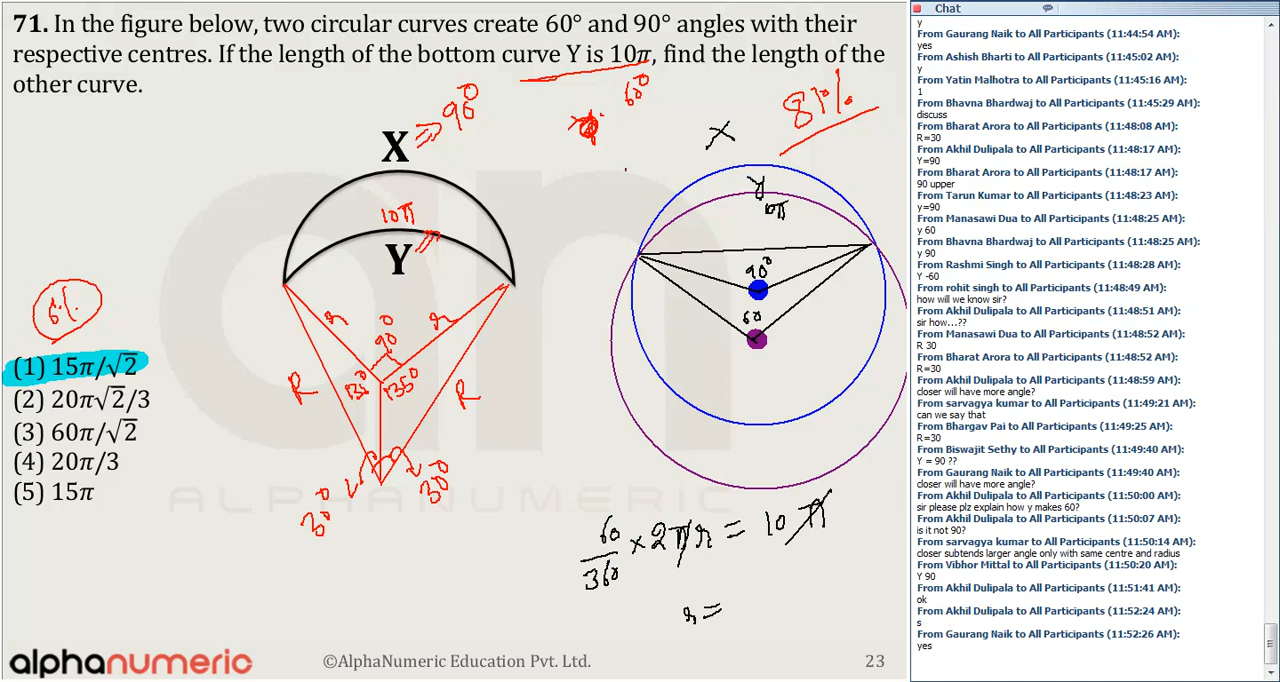 71. In the figure below, two circular curves create 60° and 90° angles with their
respective centres. If the length of the bottom curve Y is 10π, find the length of the
other curve.
60°
81%
X ⇒ 90°
X
Y
10π
10π
Y
6%
r
r
90°
90°
60
R
135°
135°
R
30°
30°
(1) 15π/√2
(2) 20π√2/3
(3) 60π/√2
(4) 20π/3
(5) 15π
60/360 × 2πr = 10π
r =
ALPHANUMERIC
alphanumeric
©AlphaNumeric Education Pvt. Ltd.
23
Chat
y
From Gaurang Naik to All Participants (11:44:54 AM):
yes
From Ashish Bharti to All Participants (11:45:02 AM):
y
From Yatin Malhotra to All Participants (11:45:16 AM):
1
From Bhavna Bhardwaj to All Participants (11:45:29 AM):
discuss
From Bharat Arora to All Participants (11:48:08 AM):
R=30
From Akhil Dulipala to All Participants (11:48:17 AM):
Y=90
From Bharat Arora to All Participants (11:48:17 AM):
90 upper
From Tarun Kumar to All Participants (11:48:23 AM):
y=90
From Manasawi Dua to All Participants (11:48:25 AM):
y 60
From Bhavna Bhardwaj to All Participants (11:48:25 AM):
y 90
From Rashmi Singh to All Participants (11:48:28 AM):
Y -60
From rohit singh to All Participants (11:48:49 AM):
how will we know sir?
From Akhil Dulipala to All Participants (11:48:51 AM):
sir how...??
From Manasawi Dua to All Participants (11:48:52 AM):
R 30
From Bharat Arora to All Participants (11:48:52 AM):
R=30
From Akhil Dulipala to All Participants (11:48:59 AM):
closer will have more angle?
From sarvagya kumar to All Participants (11:49:21 AM):
can we say that
From Bhargav Pai to All Participants (11:49:25 AM):
R=30
From Biswajit Sethy to All Participants (11:49:40 AM):
Y = 90 ??
From Gaurang Naik to All Participants (11:49:40 AM):
closer will have more angle?
From Akhil Dulipala to All Participants (11:50:00 AM):
sir please plz explain how y makes 60?
From Akhil Dulipala to All Participants (11:50:07 AM):
is it not 90?
From sarvagya kumar to All Participants (11:50:14 AM):
closer subtends larger angle only with same centre and radius
From Vibhor Mittal to All Participants (11:50:20 AM):
Y 90
From Akhil Dulipala to All Participants (11:51:41 AM):
ok
From Akhil Dulipala to All Participants (11:52:24 AM):
s
From Gaurang Naik to All Participants (11:52:26 AM):
yes